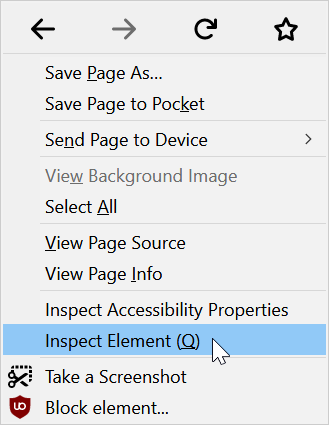 Save Page As...
Save Page to Pocket
Send Page to Device
View Background Image
Select All
View Page Source
View Page Info
Inspect Accessibility Properties
Inspect Element (Q)
Take a Screenshot
Block element...